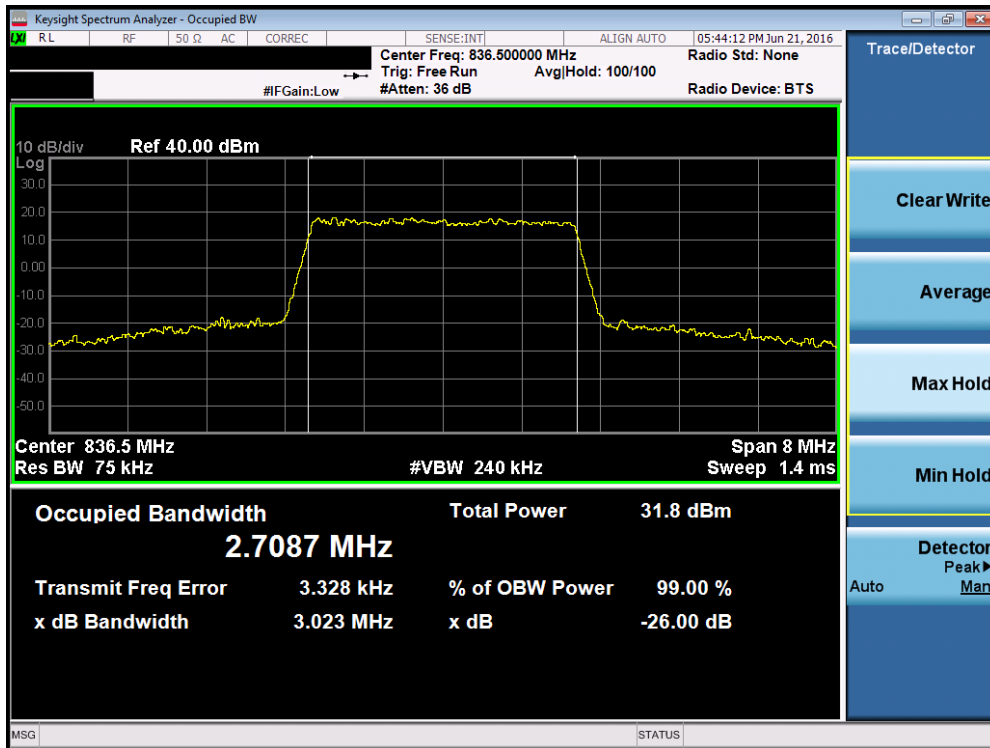 Keysight Spectrum Analyzer - Occupied BW
LXI RL RF 50 Ω AC CORREC SENSE:INT ALIGN AUTO 05:44:12 PM Jun 21, 2016
Center Freq: 836.500000 MHz Radio Std: None
Trig: Free Run Avg|Hold: 100/100
#IFGain:Low #Atten: 36 dB Radio Device: BTS
Trace/Detector
10 dB/div Ref 40.00 dBm
Log
30.0
20.0
10.0
0.00
-10.0
-20.0
-30.0
-40.0
-50.0
Center 836.5 MHz Span 8 MHz
Res BW 75 kHz #VBW 240 kHz Sweep 1.4 ms
Occupied Bandwidth Total Power 31.8 dBm
2.7087 MHz
Transmit Freq Error 3.328 kHz % of OBW Power 99.00 %
x dB Bandwidth 3.023 MHz x dB -26.00 dB
Clear Write
Average
Max Hold
Min Hold
Detector
Peak
Auto Man
MSG STATUS